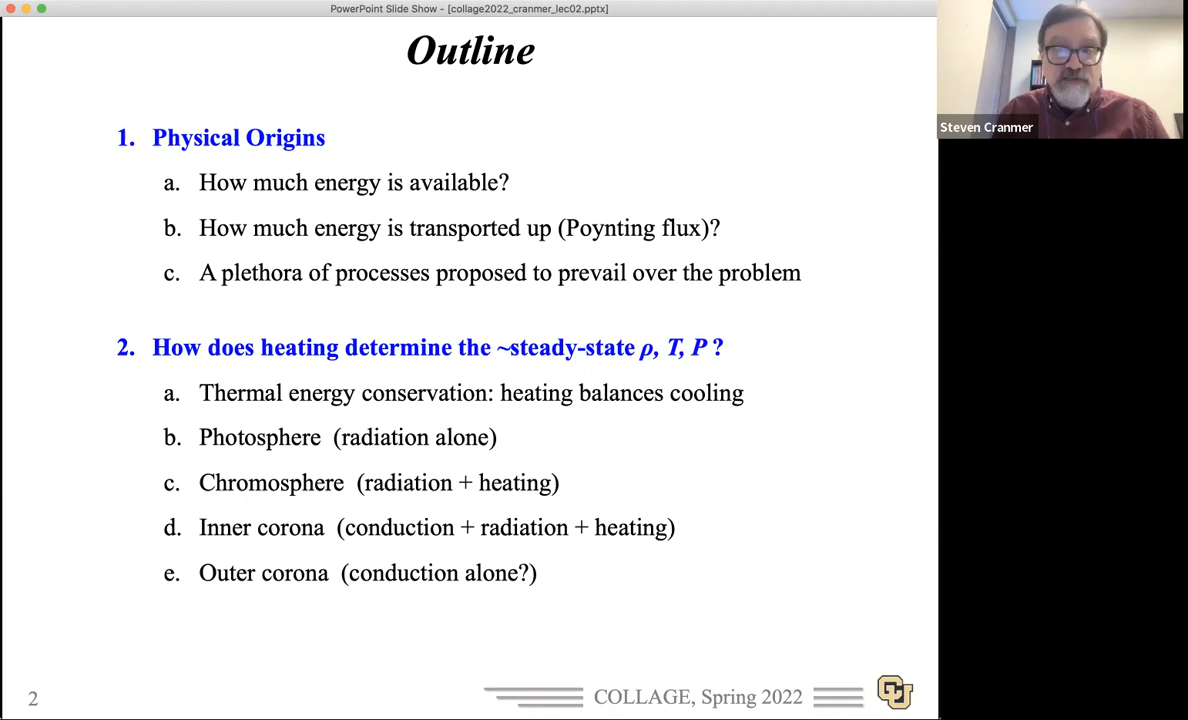 PowerPoint Slide Show - [collage2022_cranmer_lec02.pptx]
Outline
1. Physical Origins
a. How much energy is available?
b. How much energy is transported up (Poynting flux)?
c. A plethora of processes proposed to prevail over the problem
2. How does heating determine the ~steady-state ρ, T, P ?
a. Thermal energy conservation: heating balances cooling
b. Photosphere (radiation alone)
c. Chromosphere (radiation + heating)
d. Inner corona (conduction + radiation + heating)
e. Outer corona (conduction alone?)
2
COLLAGE, Spring 2022
CU
Steven Cranmer